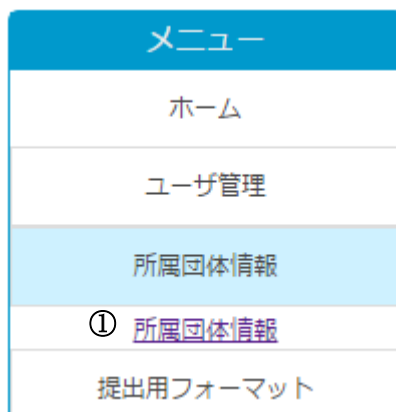 メニュー
ホーム
ユーザ管理
所属団体情報
① 所属団体情報
提出用フォーマット